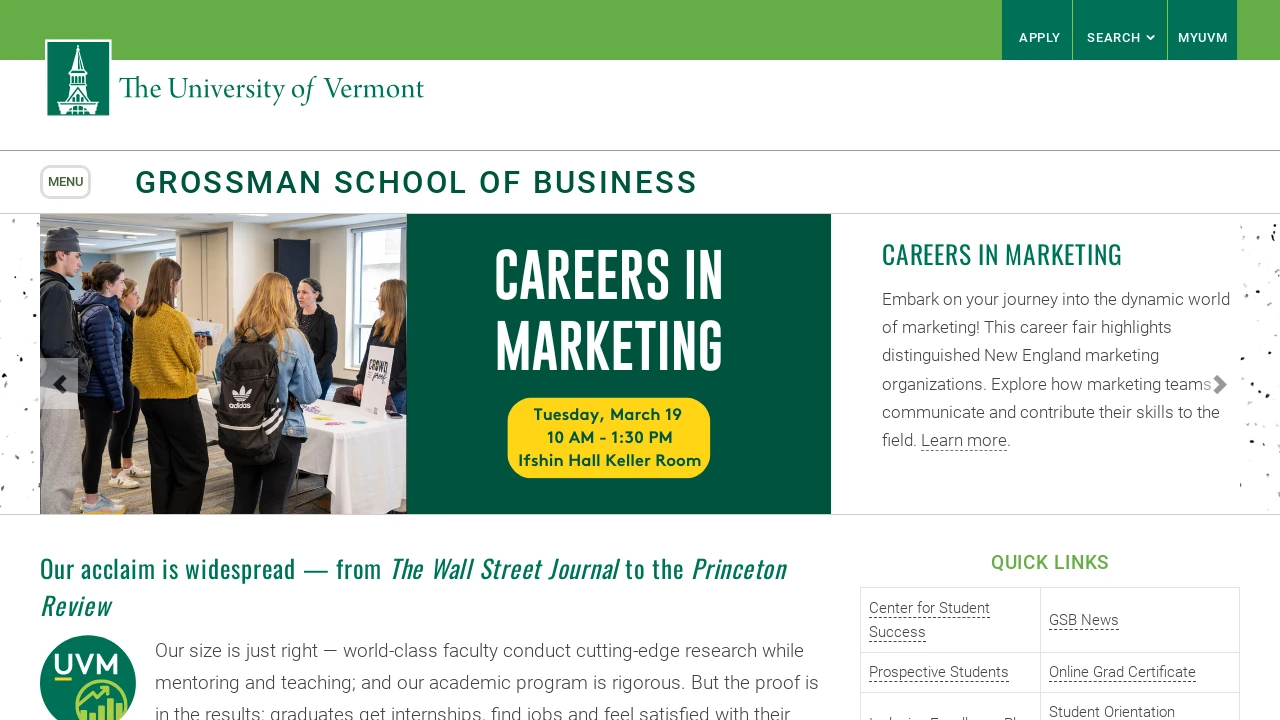 APPLY
SEARCH
MYUVM
The University of Vermont
MENU
GROSSMAN SCHOOL OF BUSINESS
CAREERS IN
MARKETING
Tuesday, March 19
10 AM - 1:30 PM
Ifshin Hall Keller Room
adidas
CROWD
CAREERS IN MARKETING
Embark on your journey into the dynamic world
of marketing! This career fair highlights
distinguished New England marketing
organizations. Explore how marketing teams
communicate and contribute their skills to the
field. Learn more.
Our acclaim is widespread — from The Wall Street Journal to the Princeton
Review
UVM
Our size is just right — world-class faculty conduct cutting-edge research while
mentoring and teaching; and our academic program is rigorous. But the proof is
in the results: graduates get internships, find jobs and feel satisfied with their
QUICK LINKS
Center for Student
Success
GSB News
Prospective Students
Online Grad Certificate
Student Orientation